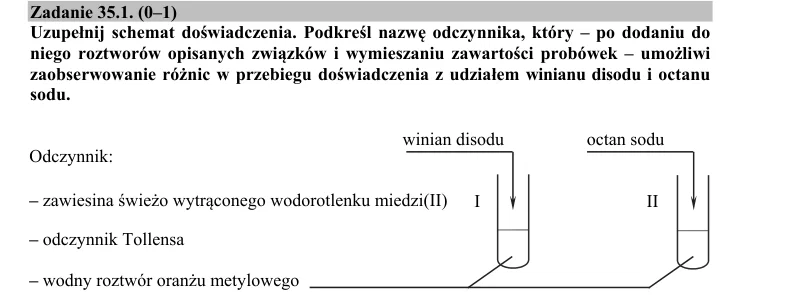 Zadanie 35.1. (0–1)
Uzupełnij schemat doświadczenia. Podkreśl nazwę odczynnika, który – po dodaniu do
niego roztworów opisanych związków i wymieszaniu zawartości probówek – umożliwi
zaobserwowanie różnic w przebiegu doświadczenia z udziałem winianu disodu i octanu
sodu.
winian disodu octan sodu
Odczynnik:
– zawiesina świeżo wytrąconego wodorotlenku miedzi(II) I II
– odczynnik Tollensa
– wodny roztwór oranżu metylowego